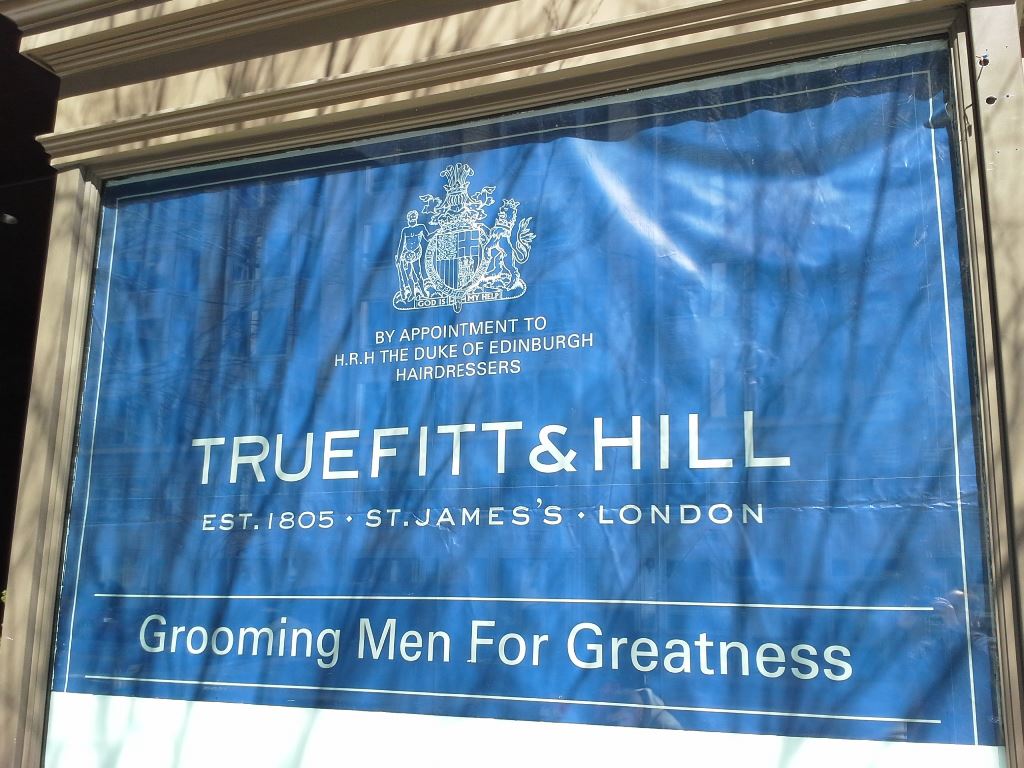 GOD IS MY HELP
BY APPOINTMENT TO
H.R.H THE DUKE OF EDINBURGH
HAIRDRESSERS
TRUEFITT & HILL
EST. 1805 · ST. JAMES'S · LONDON
Grooming Men For Greatness